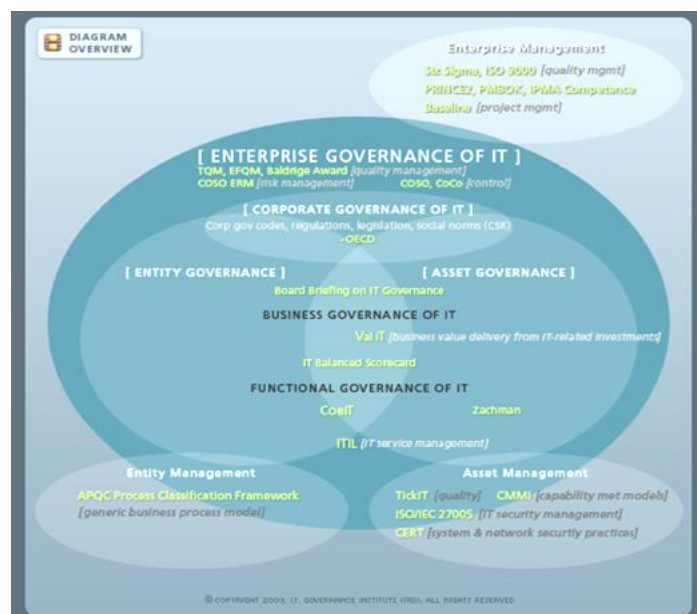 DIAGRAM
OVERVIEW
Enterprise Management
Six Sigma, ISO 9000 [quality mgmt]
PRINCE2, PMBOK, IPMA Competence
Baseline [project mgmt]
[ ENTERPRISE GOVERNANCE OF IT ]
TQM, EFQM, Baldrige Award [quality management]
COSO ERM [risk management] COSO, CoCo [control]
[ CORPORATE GOVERNANCE OF IT ]
Corp gov codes, regulations, legislation, social norms (CSR)
-OECD
[ ENTITY GOVERNANCE ] [ ASSET GOVERNANCE ]
Board Briefing on IT Governance
BUSINESS GOVERNANCE OF IT
Val IT [business value delivery from IT-related investments]
IT Balanced Scorecard
FUNCTIONAL GOVERNANCE OF IT
COBIT Zachman
ITIL [IT service management]
Entity Management
APQC Process Classification Framework
[generic business process model]
Asset Management
TickIT [quality] CMMI [capability met models]
ISO/IEC 27005 [IT security management]
CERT [system & network securtiy practices]
© COPYRIGHT 2009, IT. GOVERNANCE INSTITUTE (ITGI), ALL RIGHTS RESERVED